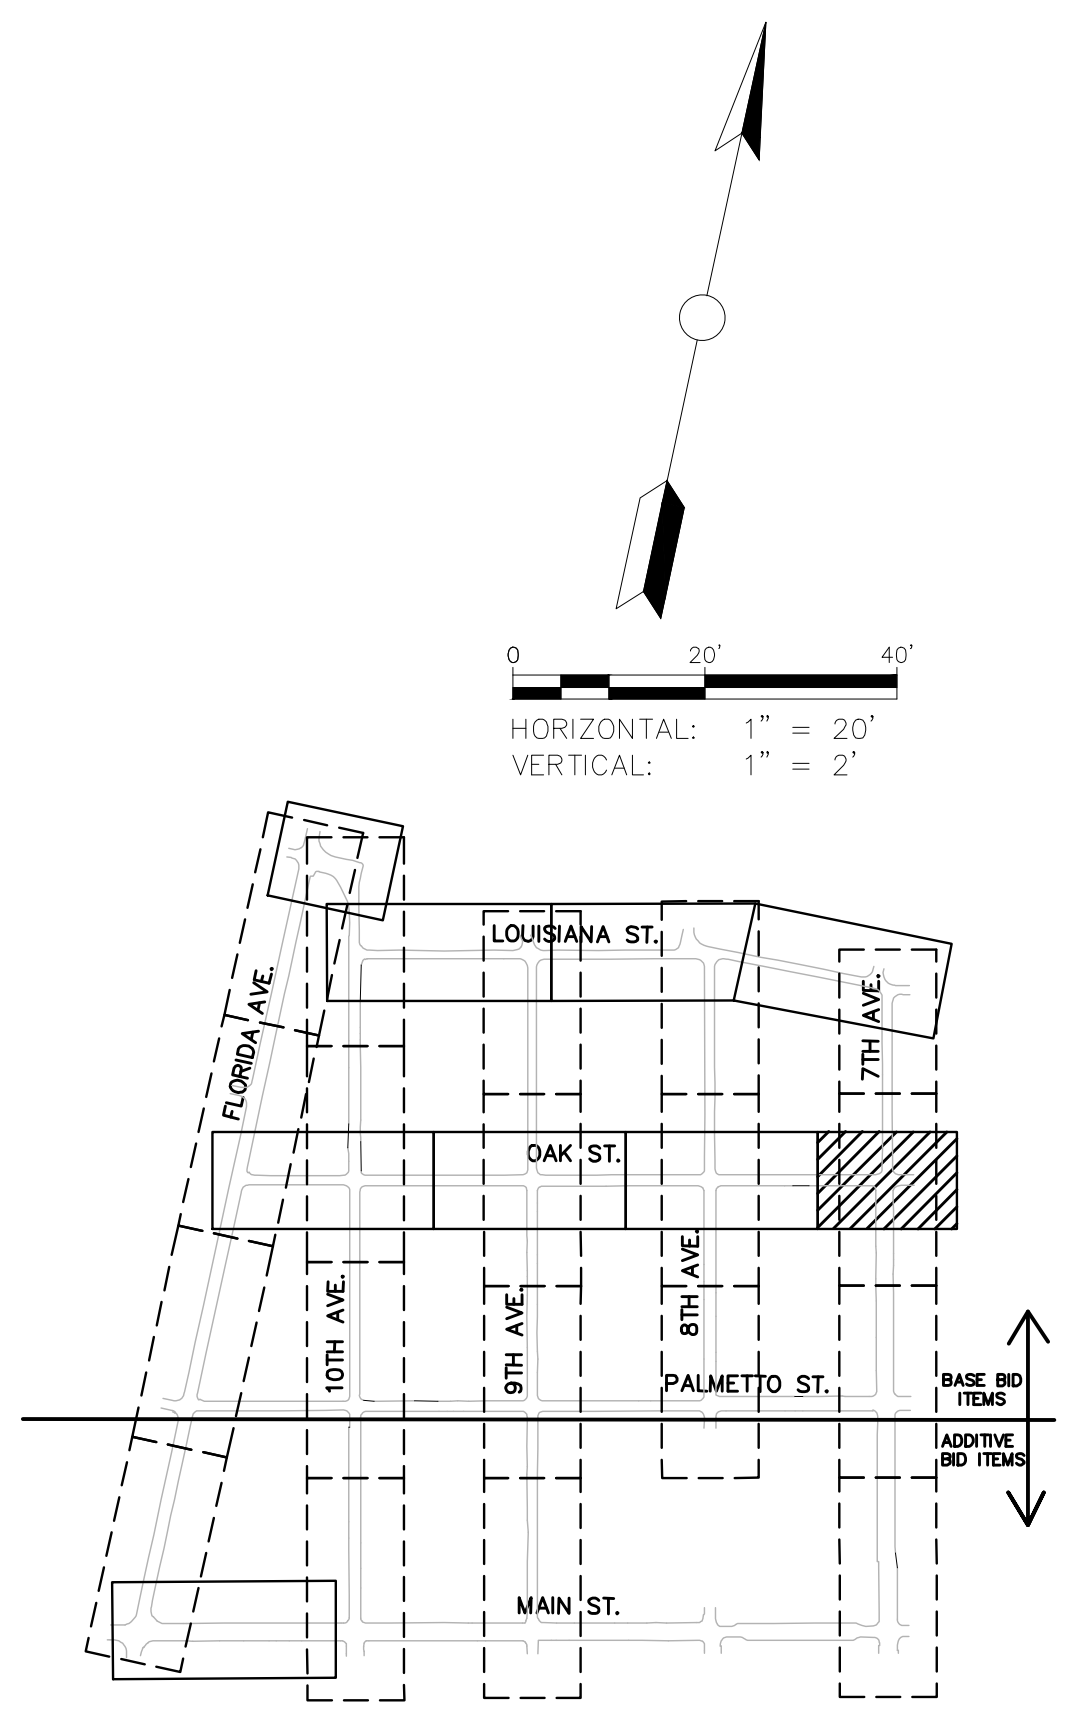 0 20' 40'
HORIZONTAL: 1" = 20'
VERTICAL: 1" = 2'
LOUISIANA ST.
FLORIDA AVE.
7TH AVE.
OAK ST.
10TH AVE.
9TH AVE.
8TH AVE.
PALMETTO ST.
BASE BID
ITEMS
ADDITIVE
BID ITEMS
MAIN ST.